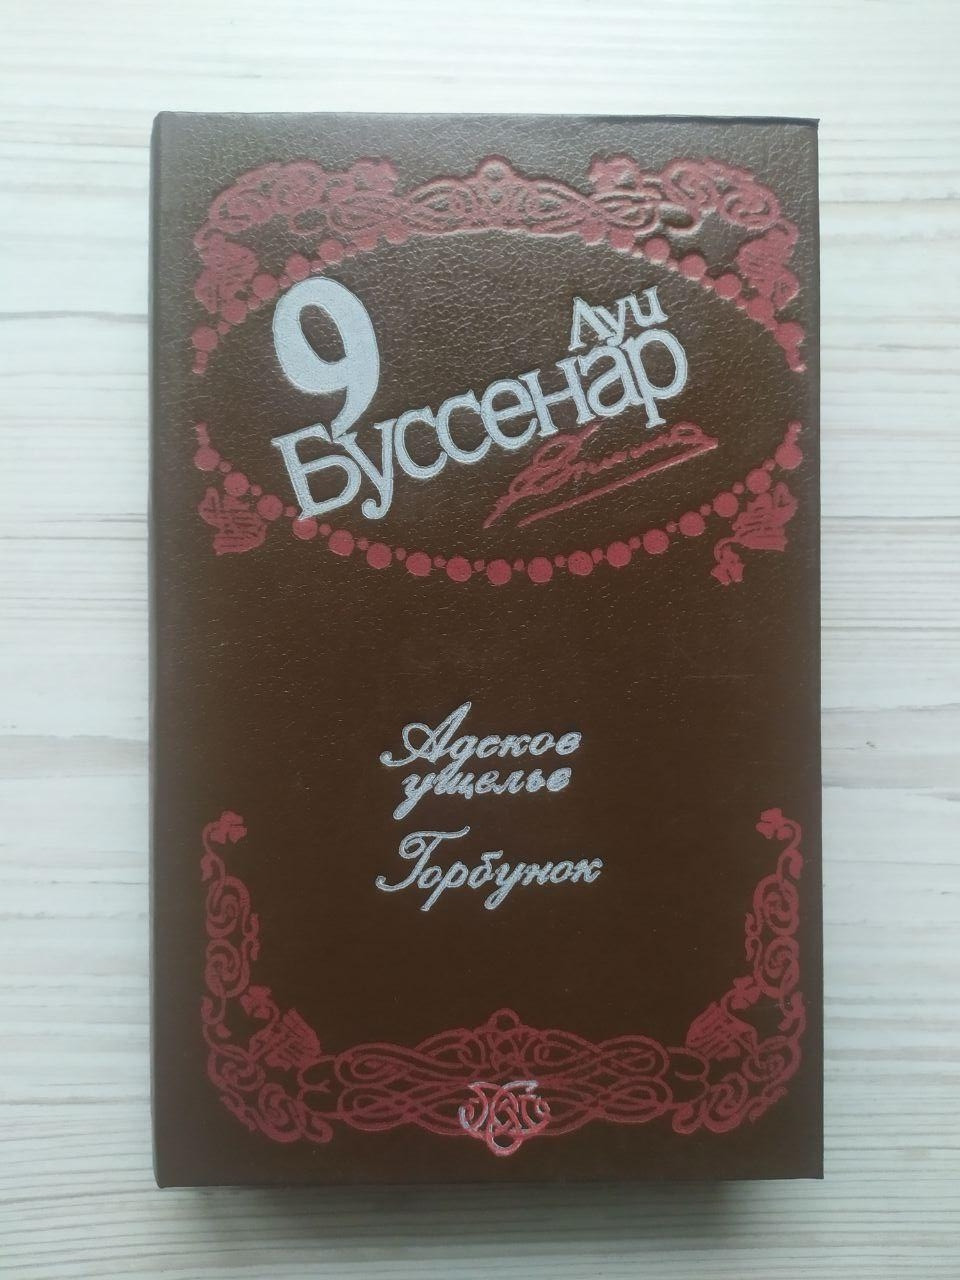 9
Луи
Буссенар
Адское
ущелье
Горбунок